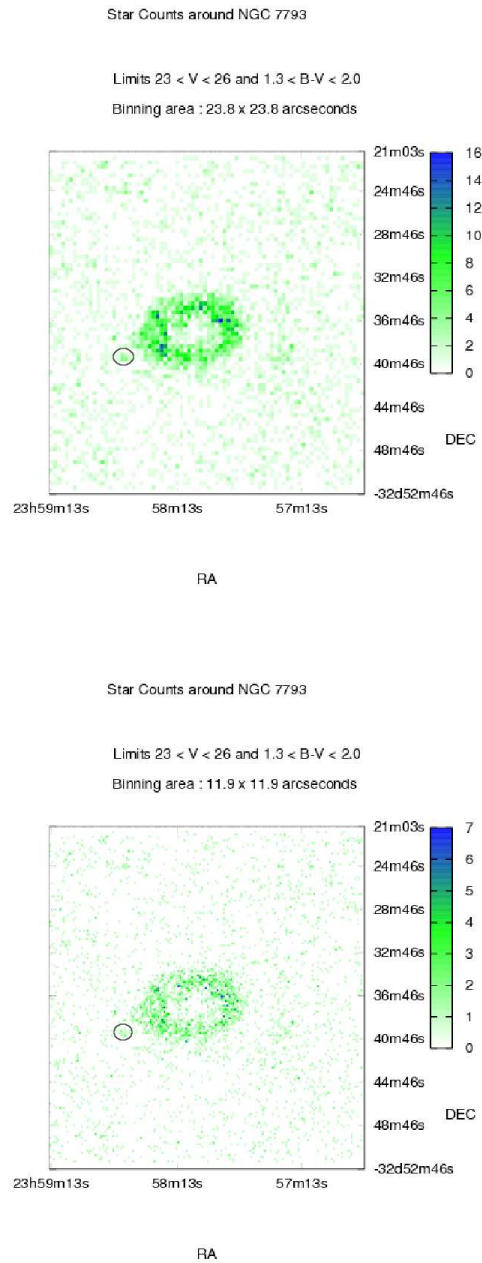 Star Counts around NGC 7793
Limits 23 < V < 26 and 1.3 < B-V < 2.0
Binning area : 23.8 x 23.8 arcseconds
21m03s
24m46s
28m46s
32m46s
36m46s
40m46s
44m46s
48m46s
-32d52m46s
16
14
12
10
8
6
4
2
0
DEC
23h59m13s
58m13s
57m13s
RA
Star Counts around NGC 7793
Limits 23 < V < 26 and 1.3 < B-V < 2.0
Binning area : 11.9 x 11.9 arcseconds
21m03s
24m46s
28m46s
32m46s
36m46s
40m46s
44m46s
48m46s
-32d52m46s
7
6
5
4
3
2
1
0
DEC
23h59m13s
58m13s
57m13s
RA